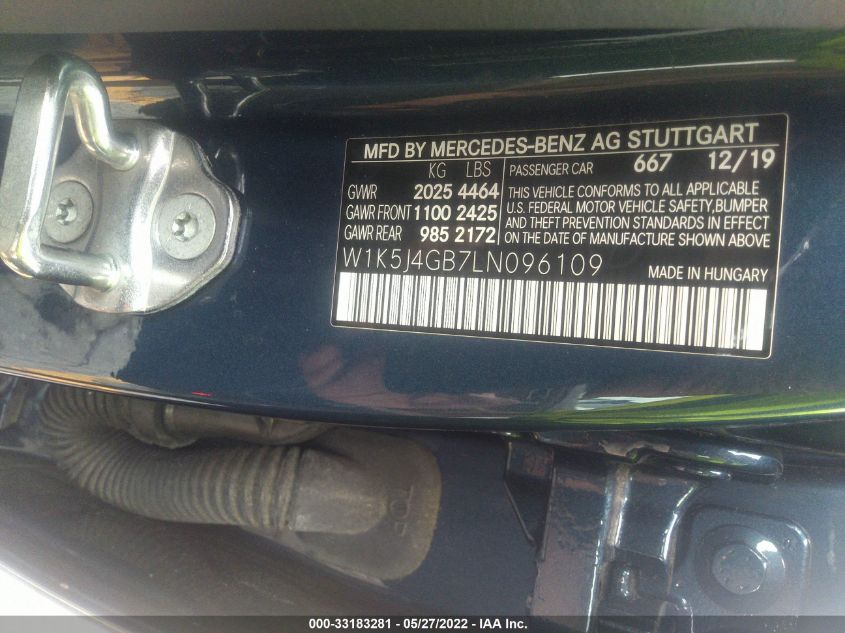 MFD BY MERCEDES-BENZ AG STUTTGART
KG LBS PASSENGER CAR 667 12/19
GVWR 2025 4464
GAWR FRONT 1100 2425
GAWR REAR 985 2172
THIS VEHICLE CONFORMS TO ALL APPLICABLE
U.S. FEDERAL MOTOR VEHICLE SAFETY,BUMPER
AND THEFT PREVENTION STANDARDS IN EFFECT
ON THE DATE OF MANUFACTURE SHOWN ABOVE
W1K5J4GB7LN096109 MADE IN HUNGARY
TOP
000-33183281 - 05/27/2022 - IAA Inc.